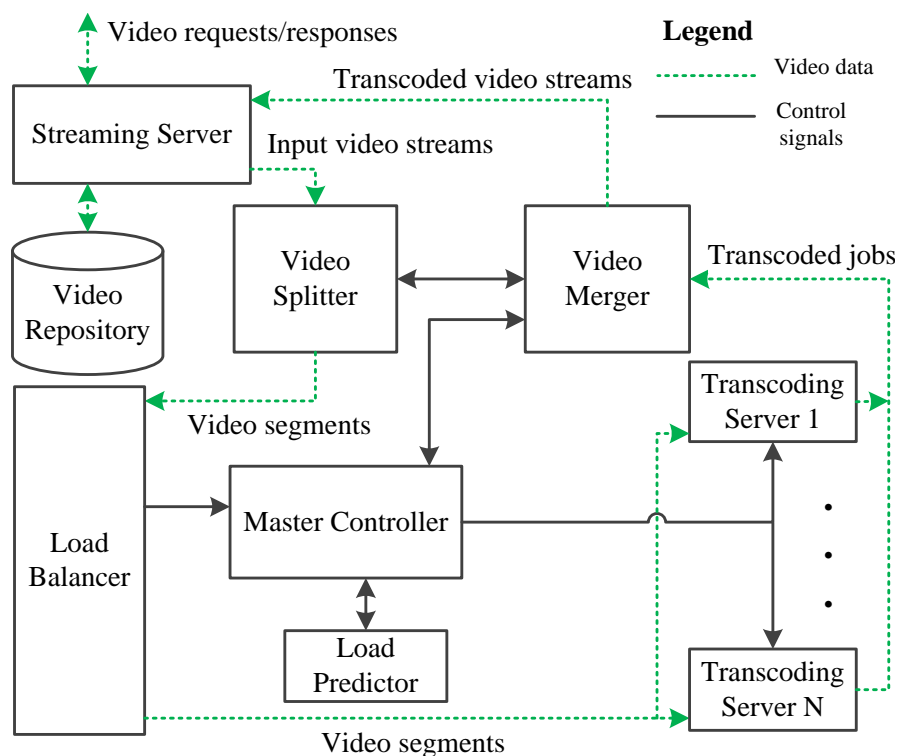 Video requests/responses
Legend
Video data
Control
signals
Transcoded video streams
Streaming Server
Input video streams
Video
Splitter
Video
Merger
Transcoded jobs
Video
Repository
Video segments
Transcoding
Server 1
Master Controller
Load
Balancer
Load
Predictor
Transcoding
Server N
Video segments